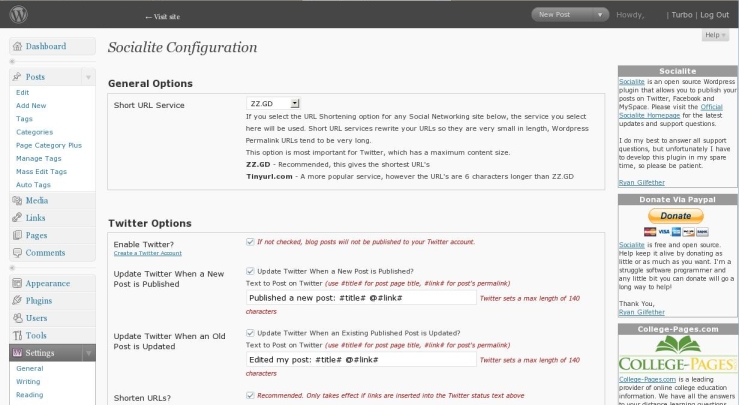 ← Visit site
New Post
Howdy,
| Turbo | Log Out
Help
Dashboard
Posts
Edit
Add New
Tags
Categories
Page Category Plus
Manage Tags
Mass Edit Tags
Auto Tags
Media
Links
Pages
Comments
Appearance
Plugins
Users
Tools
Settings
General
Writing
Reading
Socialite Configuration
General Options
Short URL Service
ZZ.GD
If you select the URL Shortening option for any Social Networking site below, the service you select
here will be used. Short URL services rewrite your URLs so they are very small in length, Wordpress
Permalink URLs tend to be very long.
This option is most important for Twitter, which has a maximum content size.
ZZ.GD - Recommended, this gives the shortest URL's
Tinyurl.com - A more popular service, however the URL's are 6 characters longer than ZZ.GD
Twitter Options
Enable Twitter?
Create a Twitter Account
If not checked, blog posts will not be published to your Twitter account.
Update Twitter When a New
Post is Published
Update Twitter When a New Post is Published?
Text to Post on Twitter (use #title# for post page title, #link# for post's permalink)
Published a new post: #title# @#link#
Twitter sets a max length of 140
characters
Update Twitter When an Old
Post is Updated
Update Twitter When an Existing Published Post is Updated?
Text to Post on Twitter (use #title# for post page title, #link# for post's permalink)
Edited my post: #title# @#link#
Twitter sets a max length of 140
characters
Shorten URLs?
Recommended. Only takes effect if links are inserted into the Twitter status text above
Socialite
Socialite is an open source Wordpress
plugin that allows you to publish your
posts on Twitter, Facebook and
MySpace. Please visit the Official
Socialite Homepage for the latest
updates and support questions.
I do my best to answer all support
questions, but unfortunately I have
to develop this plugin in my spare
time, so please be patient.
Ryan Gilfether
Donate Via Paypal
Donate
VISA
Socialite is free and open source.
Help keep it alive by donating as
little or as much as you want. I'm a
struggle software programmer and
any little bit you can donate will go a
long way to help!
Thank You,
Ryan Gilfether
College-Pages.com
COLLEGE-PAGES
College-Pages.com is a leading
provider of online college education
information. We have all the answers
to your distance learning questions